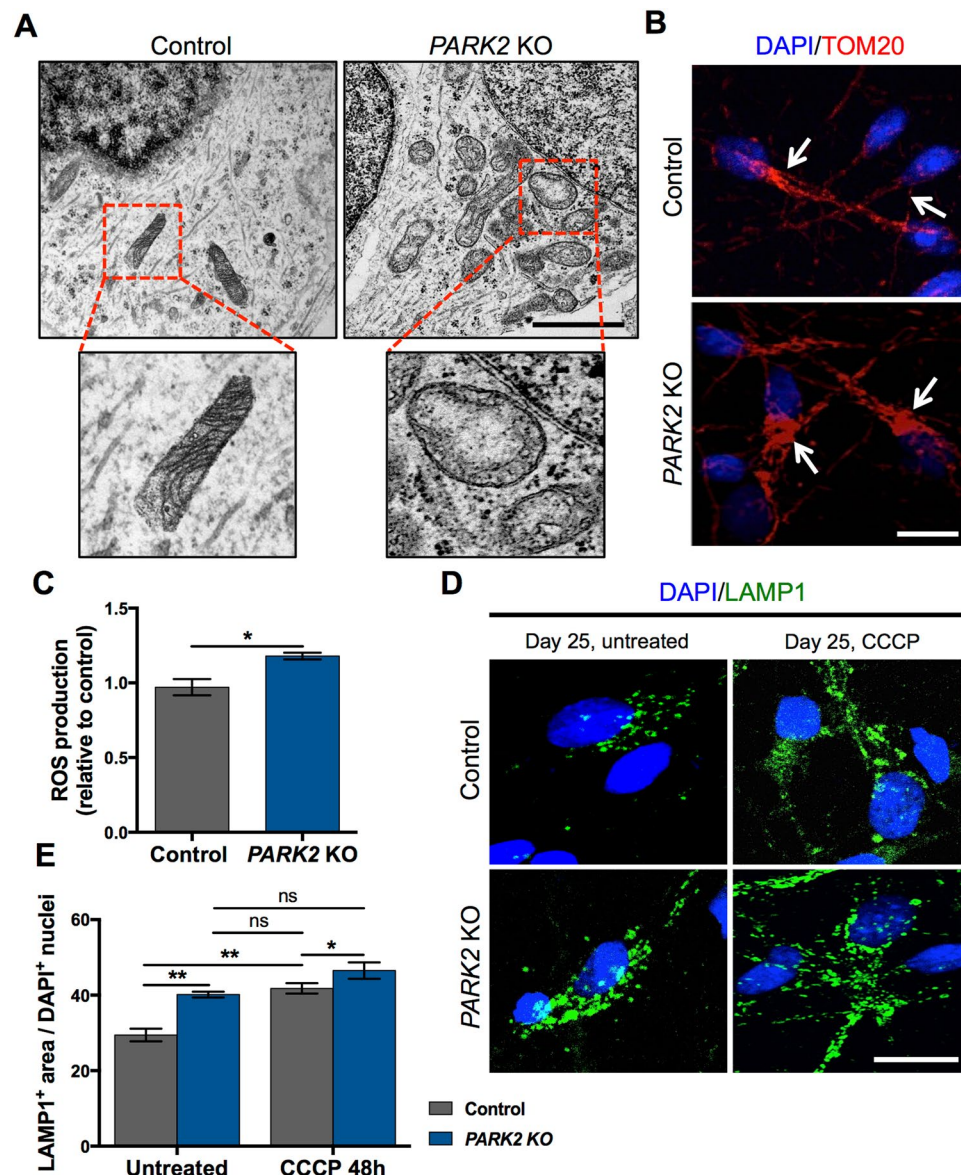 A
Control
PARK2 KO
B
DAPI/TOM20
Control
PARK2 KO
C
ROS production
(relative to control)
1.5
1.0
0.5
0.0
*
Control
PARK2 KO
D
DAPI/LAMP1
Day 25, untreated
Day 25, CCCP
Control
PARK2 KO
E
LAMP1⁺ area / DAPI⁺ nuclei
60
40
20
0
ns
ns
**
*
**
Untreated
CCCP 48h
Control
PARK2 KO